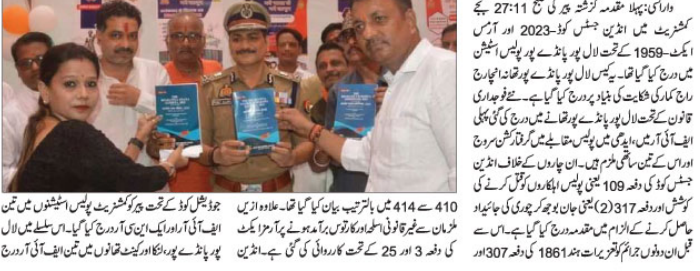 وارانسی: پہلا مقدمہ گزشتہ پیر کی صبح 27:11 بجے
کمشنریٹ میں انڈین جسٹس کوڈ-2023 اور آرمس
ایکٹ-1959 کے تحت لال پور پانڈے پور پولیس اسٹیشن
میں درج کیا گیا تھا۔ یہ کیس لال پور پانڈے پور تھانہ انچارج
راج کمار کی شکایت کی بنیاد پر درج کیا گیا ہے۔ نئے فوجداری
قانون کے تحت لال پور پانڈے پور تھانے میں درج کی گئی پہلی
ایف آئی آر میں، ایدھی میں پولیس مقابلے میں گرفتار کشن سروج
اور اس کے تین ساتھی ملزم ہیں۔ ان چاروں کے خلاف انڈین
جسٹس کوڈ کی دفعہ 109 یعنی پولیس اہلکاروں کو قتل کرنے کی
کوشش اور دفعہ 317(2) یعنی جان بوجھ کر چوری کی جائیداد
حاصل کرنے کے الزام میں مقدمہ درج کیا گیا ہے۔ اس سے
قبل ان دونوں جرائم کو تعزیرات ہند 1861 کی دفعہ 307 اور
410 سے 414 میں بالترتیب بیان کیا گیا تھا۔ علاوہ ازیں
ملزمان سے غیر قانونی اسلحہ اور کارتوس برآمد ہونے پر آرمز ایکٹ
کی دفعہ 3 اور 25 کے تحت کارروائی کی گئی ہے۔ انڈین
جوڈیشل کوڈ کے تحت پیر کو کمشنریٹ پولیس اسٹیشنوں میں تین
ایف آئی آر اور ایک این سی آر درج کیا گیا۔ اس سلسلے میں لال
پور پانڈے پور، لنکا اور کینٹ تھانوں میں تین ایف آئی آر درج